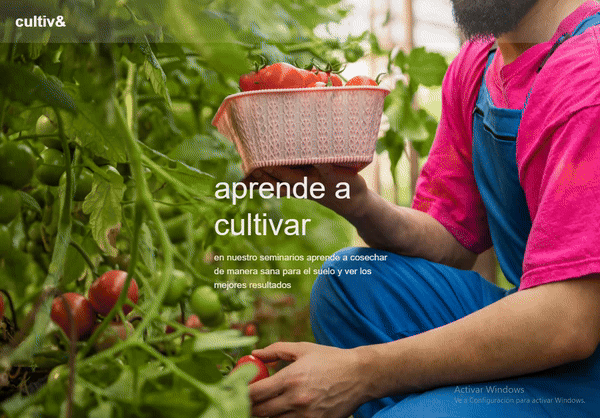 cultiv&
aprende a
cultivar
en nuestro seminarios aprende a cosechar
de manera sana para el suelo y ver los
mejores resultados
Activar Windows
Ve a Configuración para activar Windows.